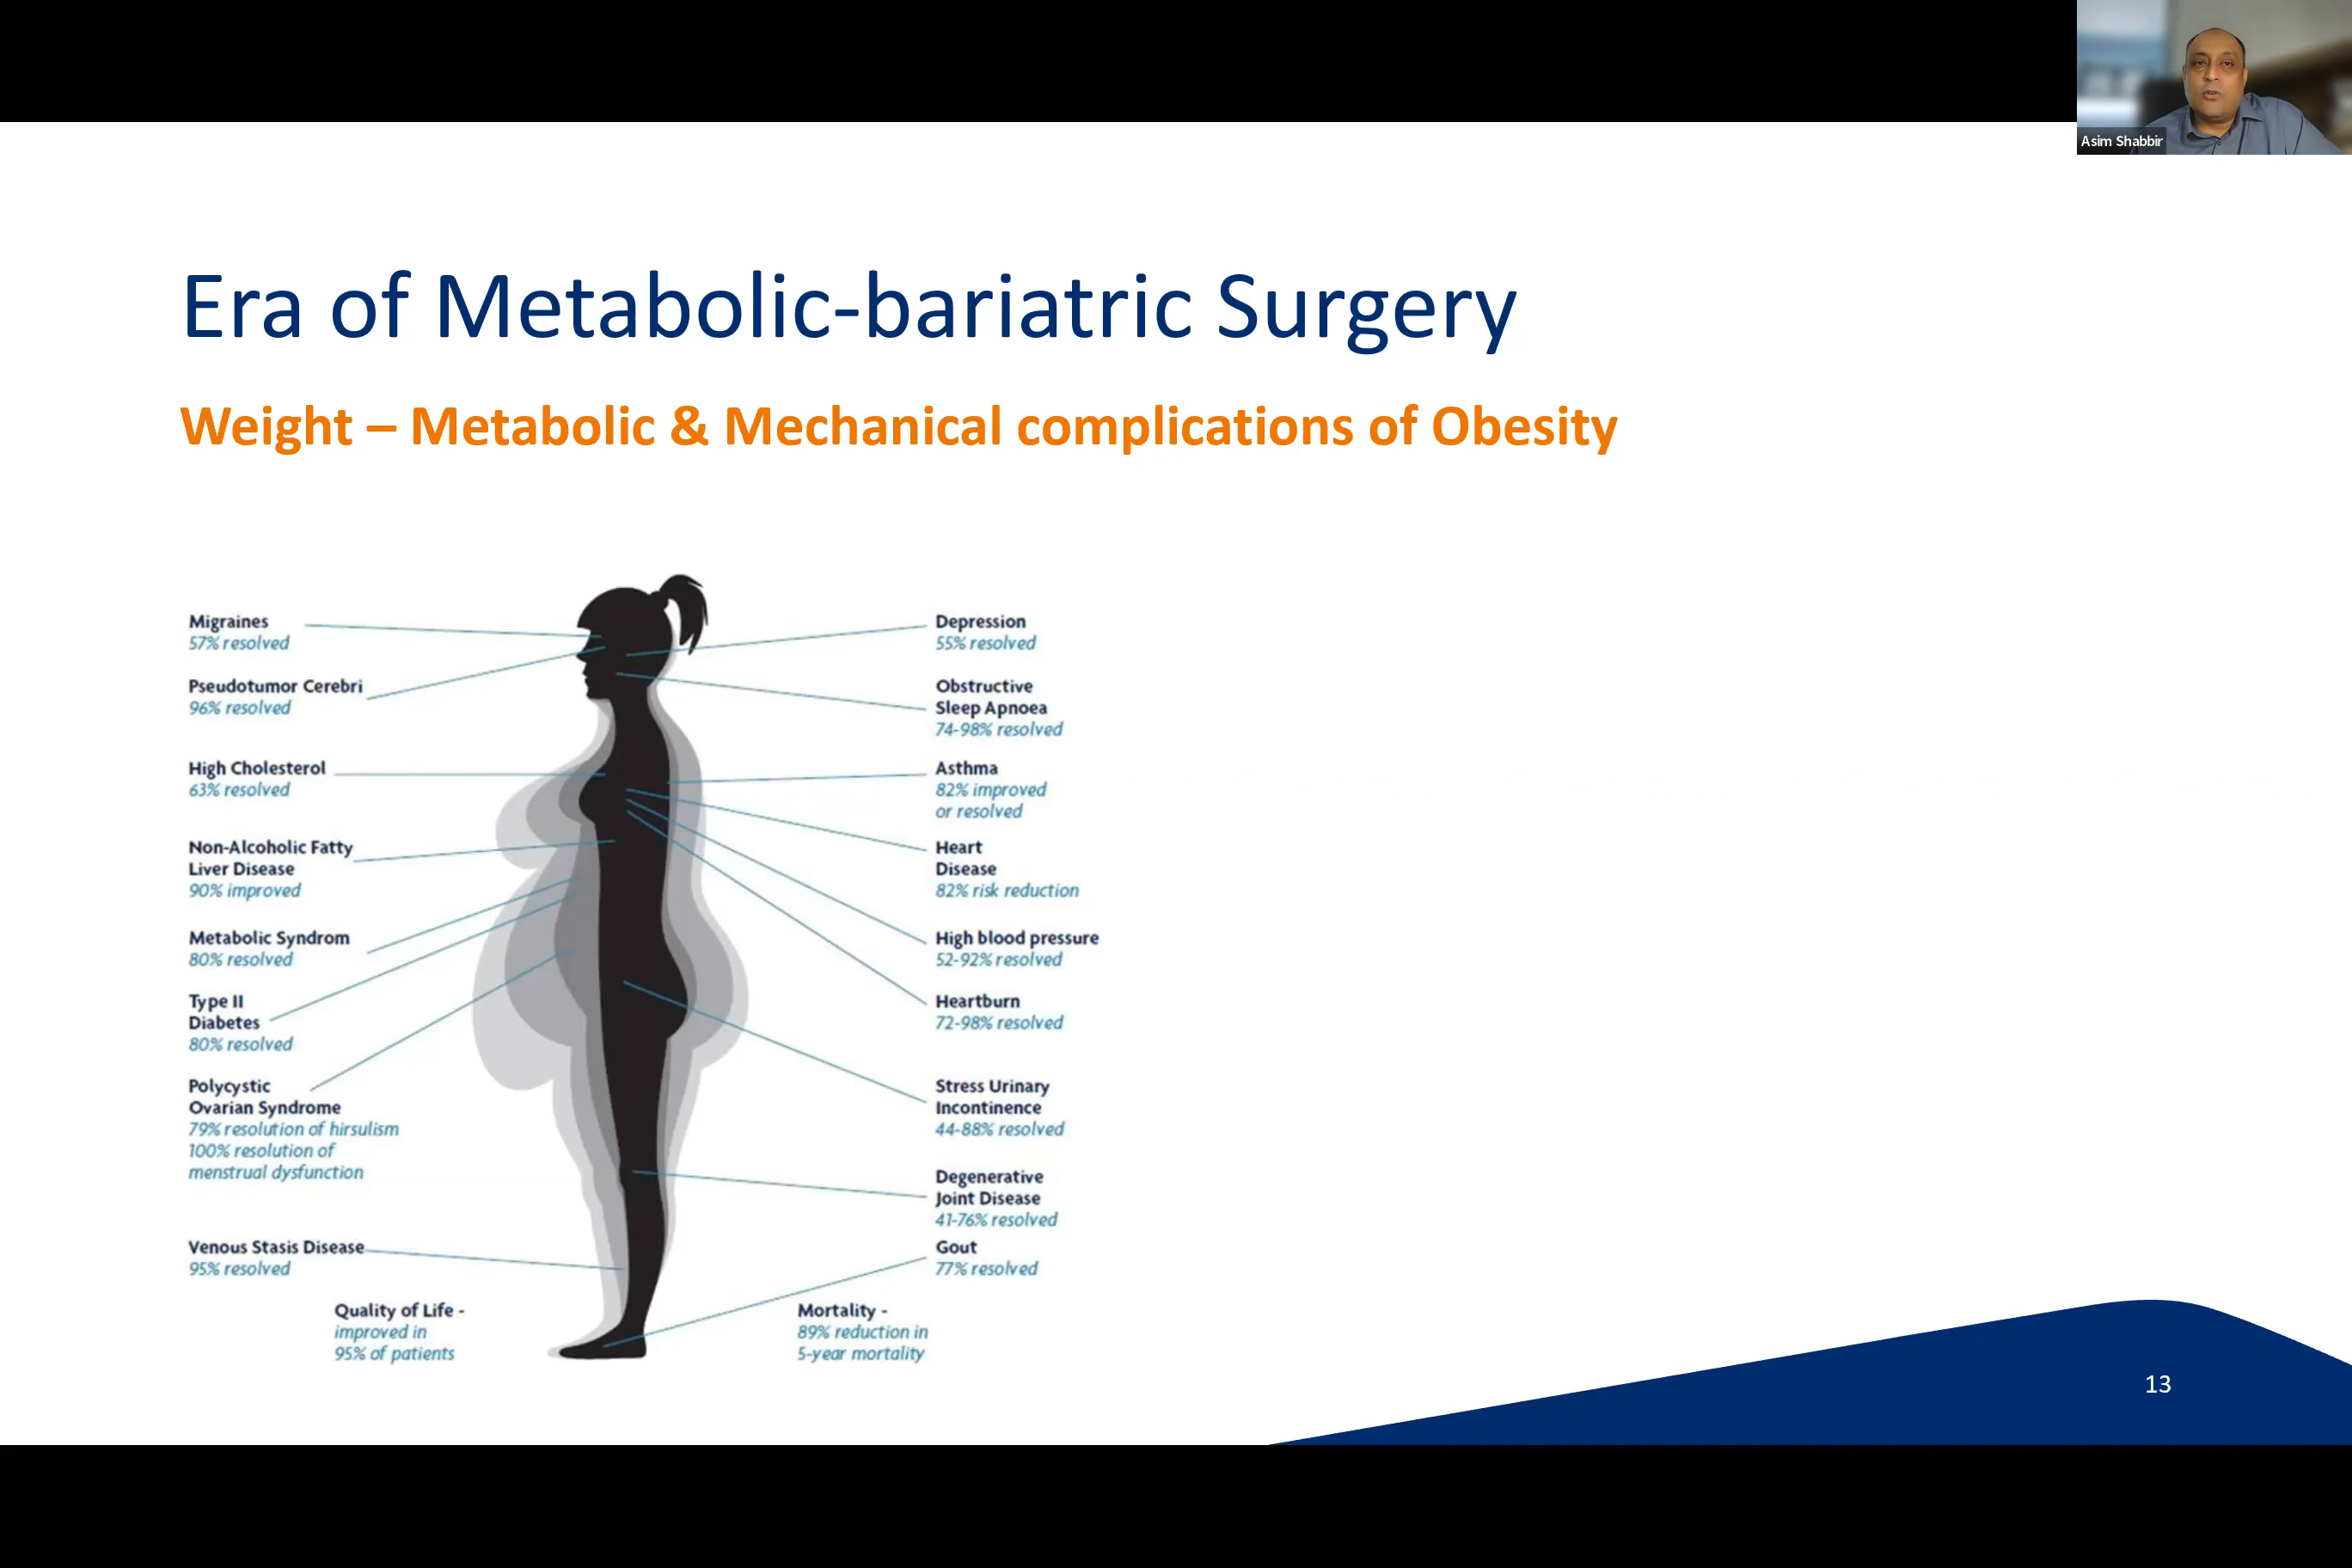 Asim Shabbir
Era of Metabolic-bariatric Surgery
Weight – Metabolic & Mechanical complications of Obesity
Migraines
57% resolved
Pseudotumor Cerebri
96% resolved
High Cholesterol
63% resolved
Non-Alcoholic Fatty
Liver Disease
90% improved
Metabolic Syndrom
80% resolved
Type II
Diabetes
80% resolved
Polycystic
Ovarian Syndrome
79% resolution of hirsulism
100% resolution of
menstrual dysfunction
Venous Stasis Disease
95% resolved
Quality of Life -
improved in
95% of patients
Depression
55% resolved
Obstructive
Sleep Apnoea
74-98% resolved
Asthma
82% improved
or resolved
Heart
Disease
82% risk reduction
High blood pressure
52-92% resolved
Heartburn
72-98% resolved
Stress Urinary
Incontinence
44-88% resolved
Degenerative
Joint Disease
41-76% resolved
Gout
77% resolved
Mortality -
89% reduction in
5-year mortality
13